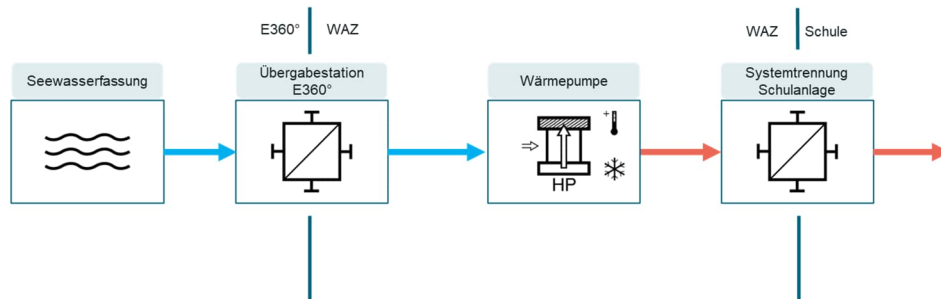 E360° WAZ
WAZ Schule
Seewasserfassung
Übergabestation
E360°
Wärmepumpe
Systemtrennung
Schulanlage
+
HP